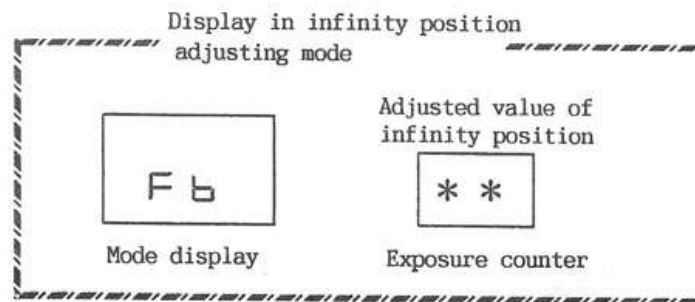 Display in infinity position
adjusting mode
Adjusted value of
infinity position
F b
* *
Mode display
Exposure counter